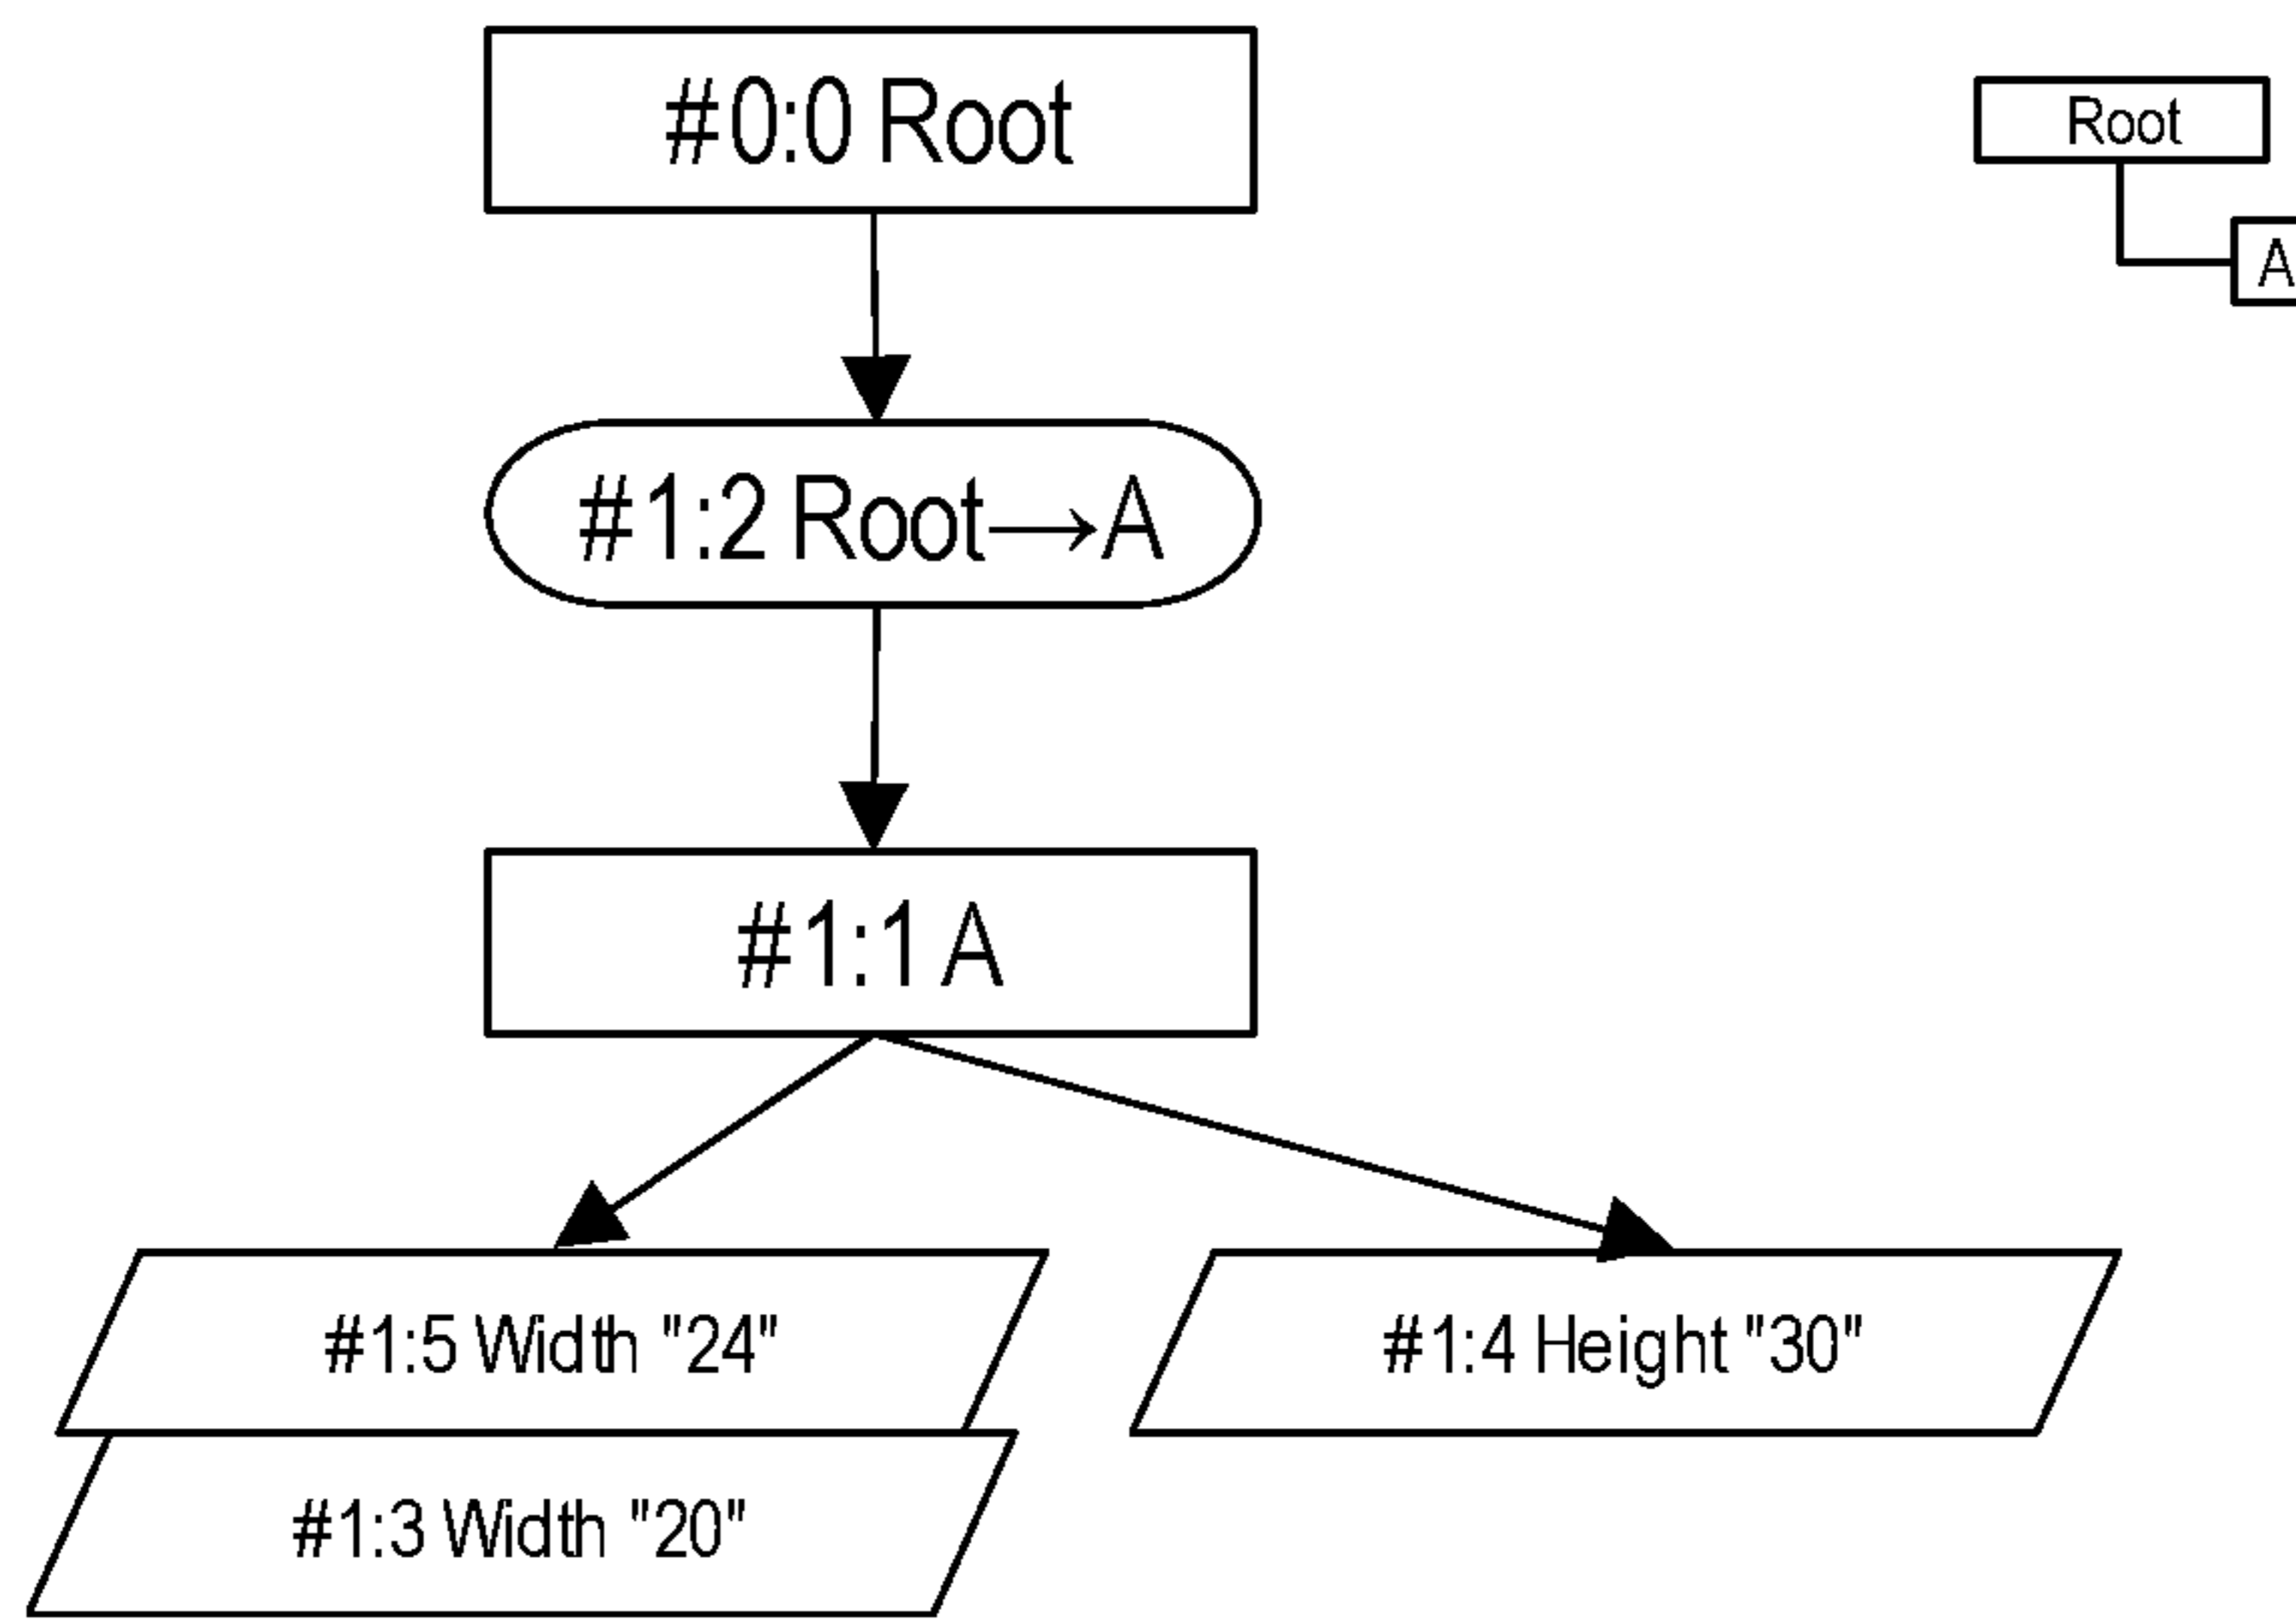 #0:0 Root
Root
A
#1:2 Root→A
#1:1 A
#1:5 Width "24"
#1:4 Height "30"
#1:3 Width "20"